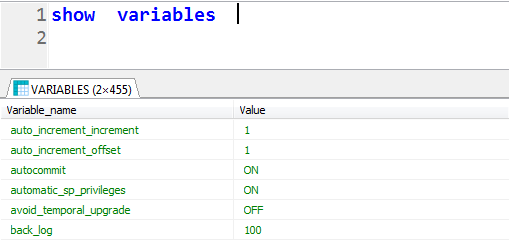 1 show variables
2
VARIABLES (2×455)
Variable_name Value
auto_increment_increment 1
auto_increment_offset 1
autocommit ON
automatic_sp_privileges ON
avoid_temporal_upgrade OFF
back_log 100